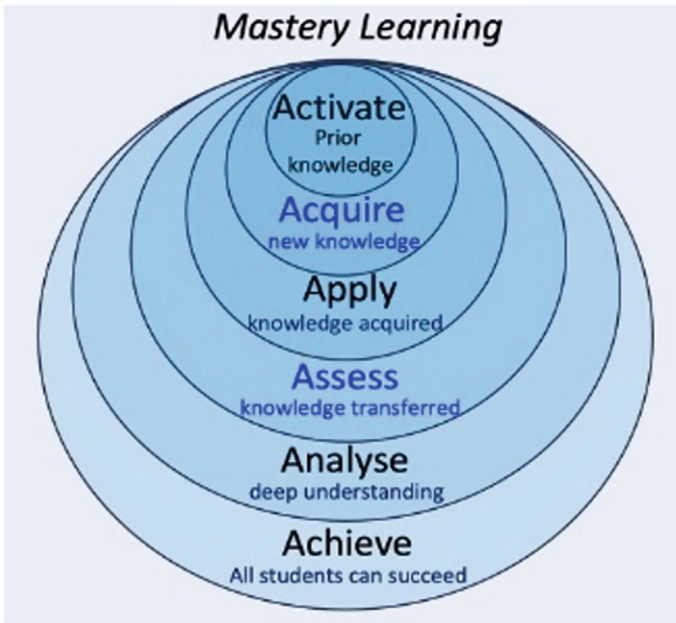 Mastery Learning
Activate
Prior
knowledge
Acquire
new knowledge
Apply
knowledge acquired
Assess
knowledge transferred
Analyse
deep understanding
Achieve
All students can succeed